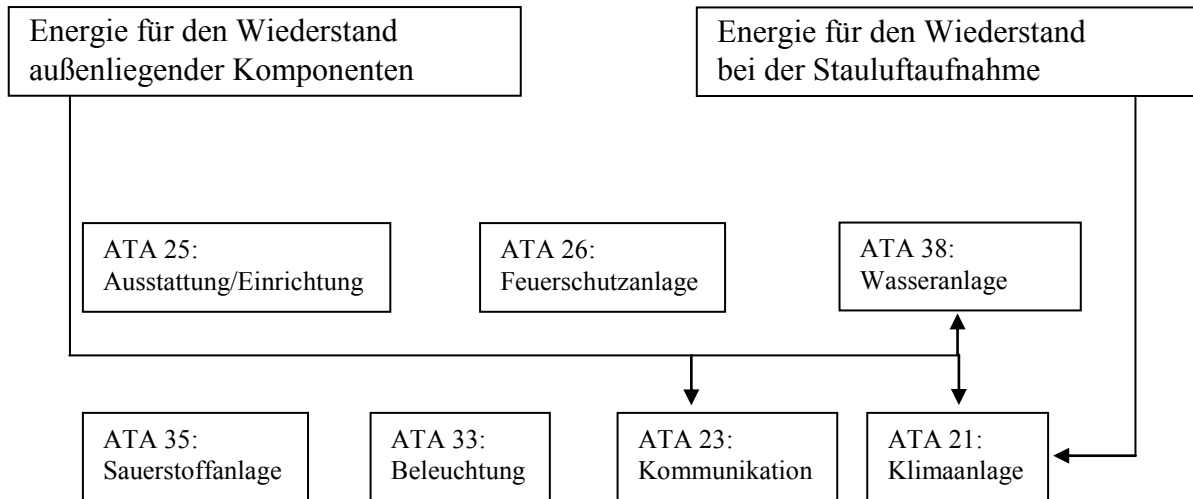 Energie für den Wiederstand
außenliegender Komponenten
Energie für den Wiederstand
bei der Stauluftaufnahme
ATA 25:
Ausstattung/Einrichtung
ATA 26:
Feuerschutzanlage
ATA 38:
Wasseranlage
ATA 35:
Sauerstoffanlage
ATA 33:
Beleuchtung
ATA 23:
Kommunikation
ATA 21:
Klimaanlage